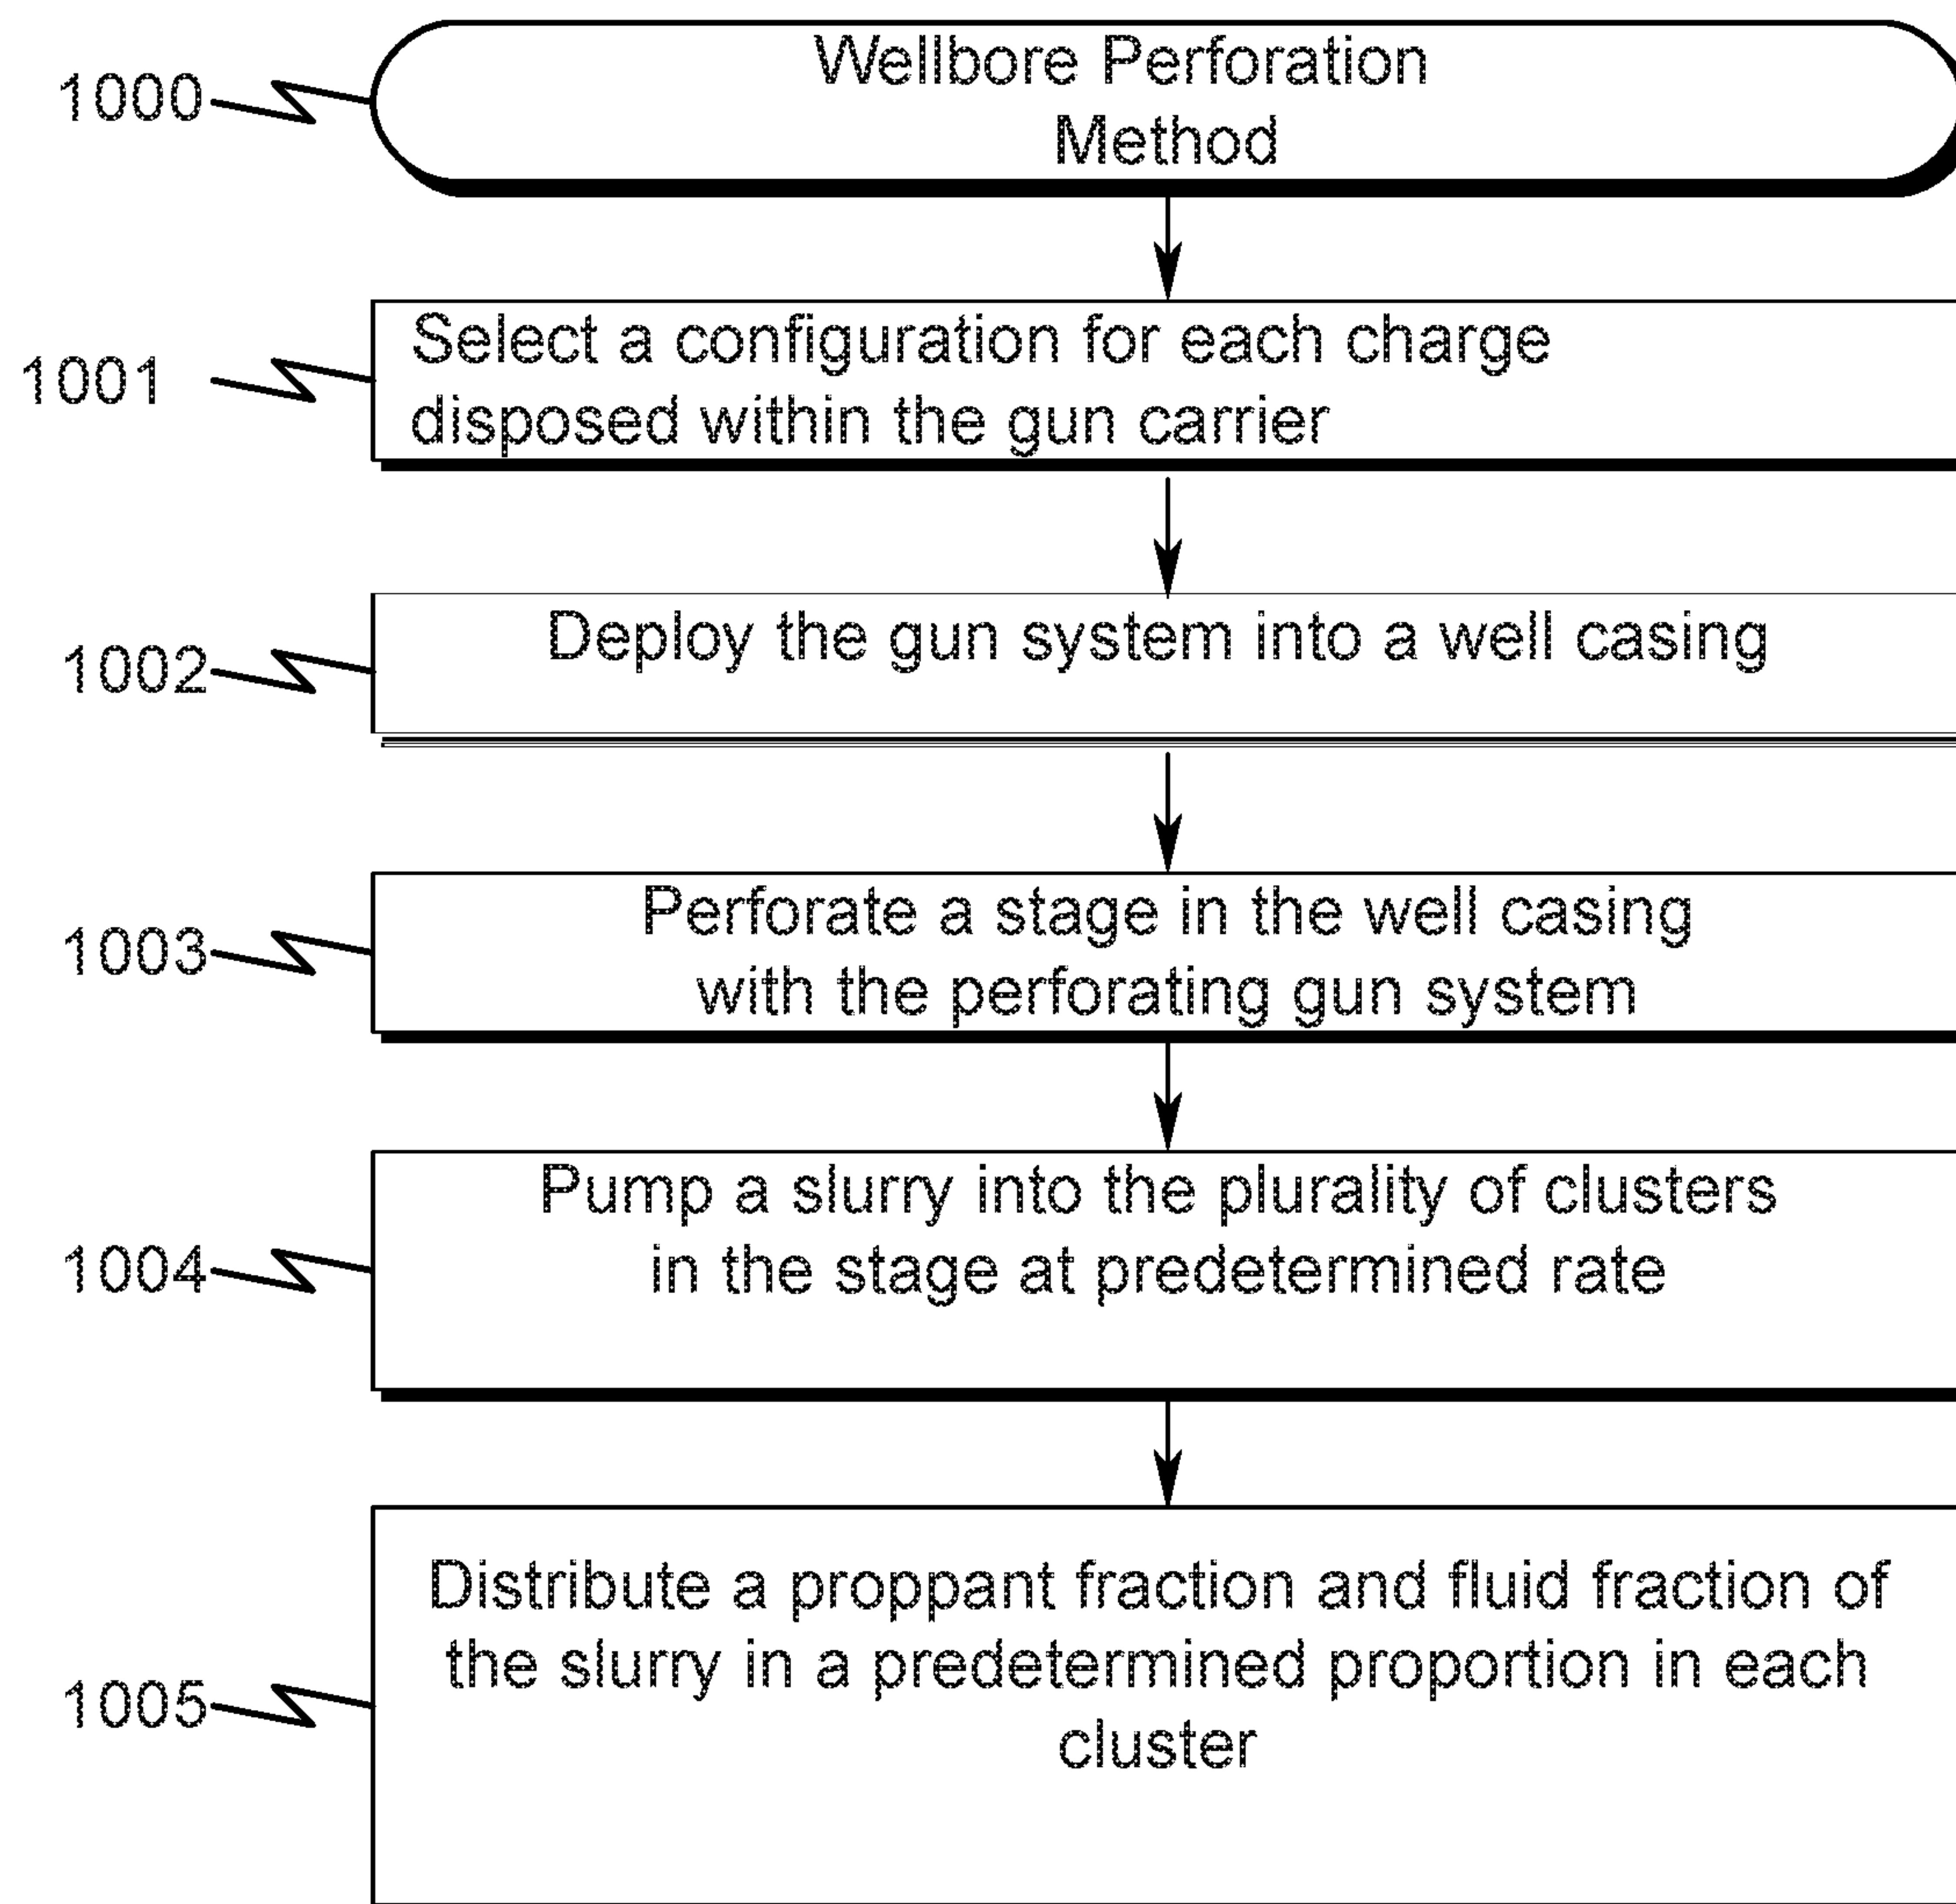 1000
Wellbore Perforation
Method
1001
Select a configuration for each charge
disposed within the gun carrier
1002
Deploy the gun system into a well casing
1003
Perforate a stage in the well casing
with the perforating gun system
1004
Pump a slurry into the plurality of clusters
in the stage at predetermined rate
1005
Distribute a proppant fraction and fluid fraction of
the slurry in a predetermined proportion in each
cluster